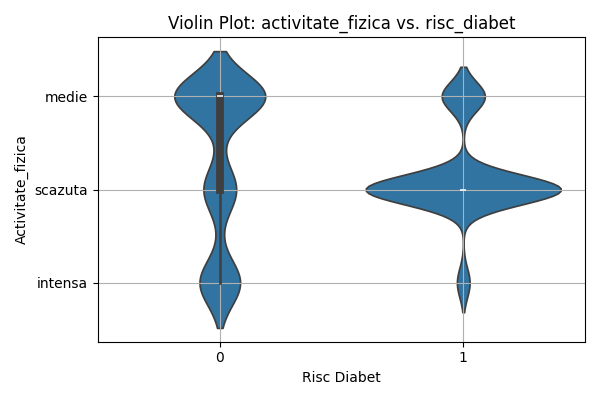 Violin Plot: activitate_fizica vs. risc_diabet
Activitate_fizica
medie
scazuta
intensa
0 1
Risc Diabet